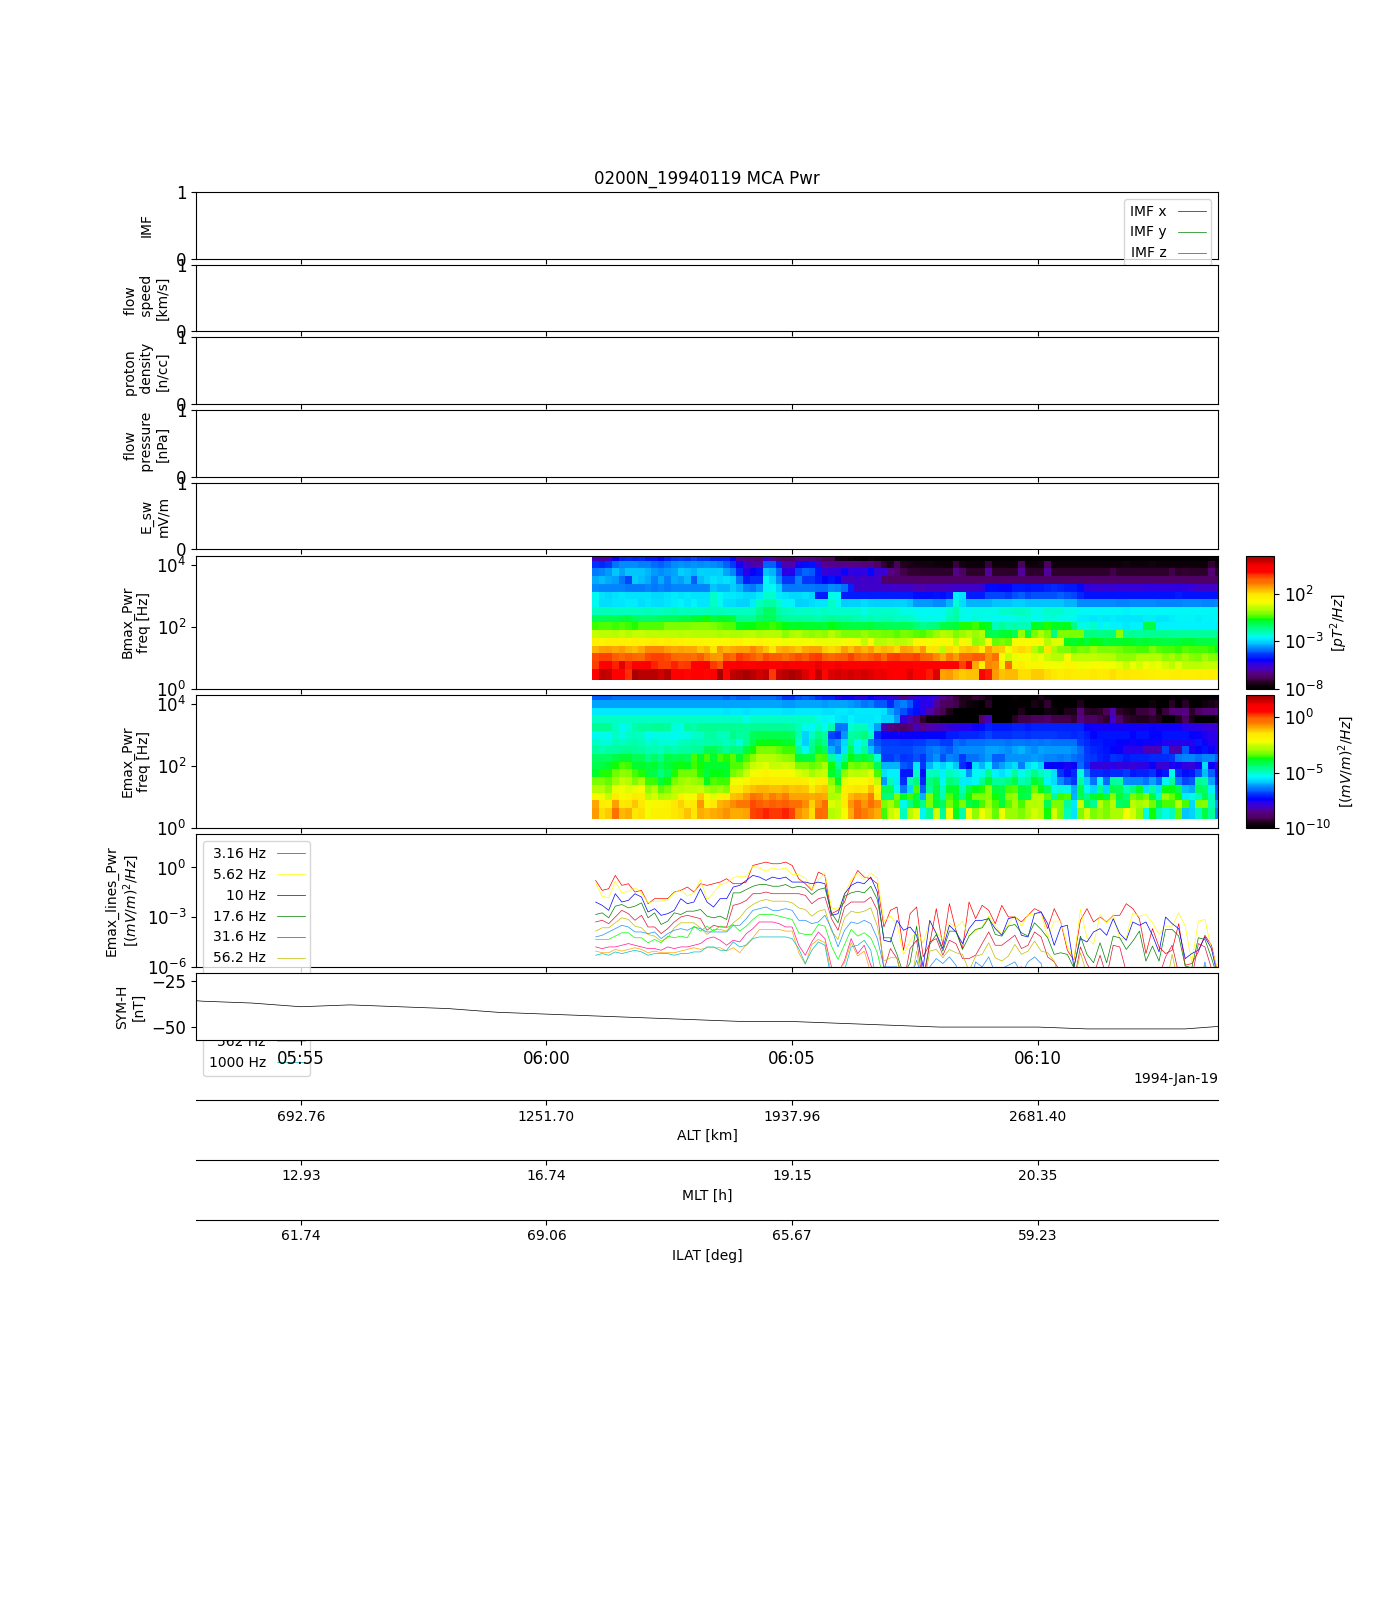 0200N_19940119 MCA Pwr
1
IMF
0
IMF x
IMF y
IMF z
1
flow
speed
[km/s]
0
1
proton
density
[n/cc]
0
1
flow
pressure
[nPa]
0
1
E_sw
mV/m
0
10^4
10^2
10^0
Bmax_Pwr
freq [Hz]
10^2
10^-3
10^-8
[pT^2/Hz]
10^4
10^2
10^0
Emax_Pwr
freq [Hz]
10^0
10^-5
10^-10
[(mV/m)^2/Hz]
10^0
10^-3
10^-6
Emax_lines_Pwr
[(mV/m)^2/Hz]
3.16 Hz
5.62 Hz
10 Hz
17.6 Hz
31.6 Hz
56.2 Hz
−25
−50
SYM-H
[nT]
562 Hz
1000 Hz
05:55 06:00 06:05 06:10
1994-Jan-19
692.76 1251.70 1937.96 2681.40
ALT [km]
12.93 16.74 19.15 20.35
MLT [h]
61.74 69.06 65.67 59.23
ILAT [deg]